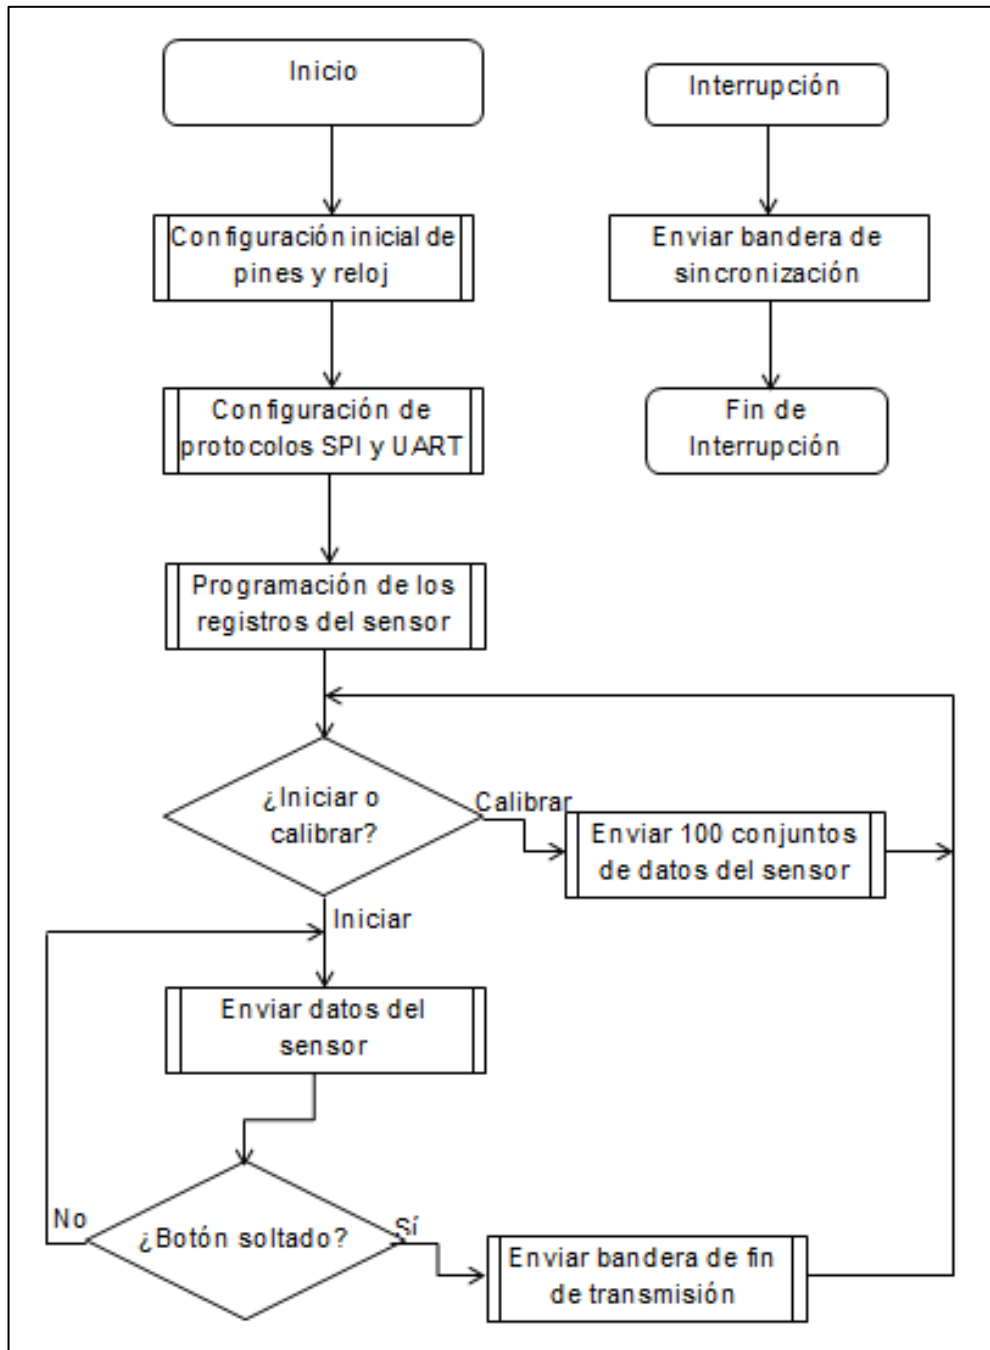 Inicio
Interrupción
Configuración inicial de
pines y reloj
Enviar bandera de
sincronización
Configuración de
protocolos SPI y UART
Fin de
Interrupción
Programación de los
registros del sensor
¿Iniciar o
calibrar?
Calibrar
Enviar 100 conjuntos
de datos del sensor
Iniciar
Enviar datos del
sensor
No
¿Botón soltado?
Sí
Enviar bandera de fin
de transmisión